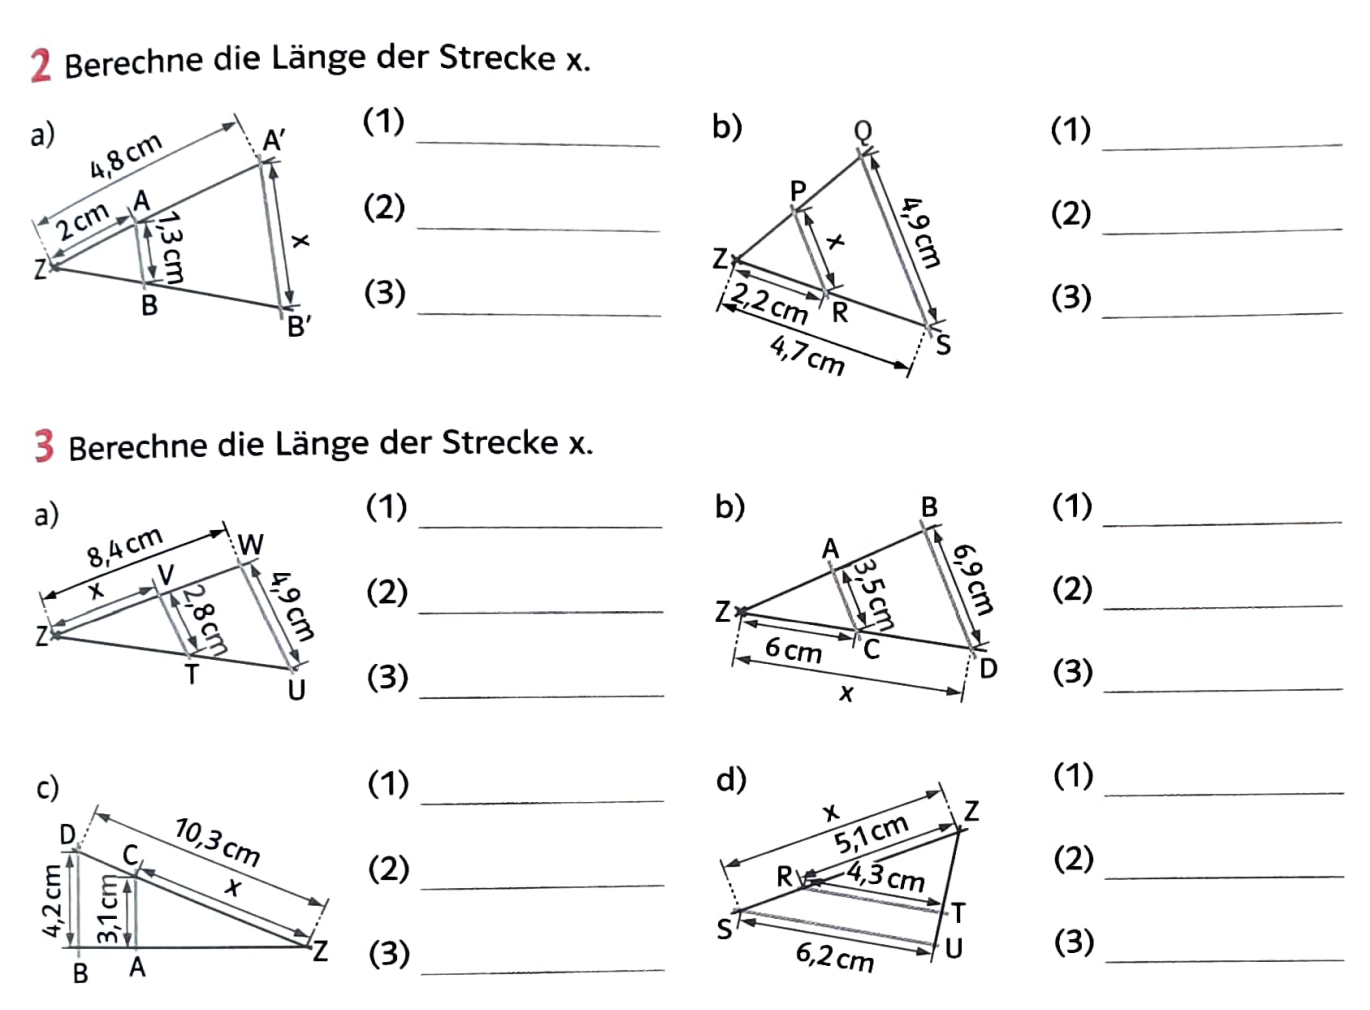 2 Berechne die Länge der Strecke x.
a)
4,8 cm
2 cm
1,3 cm
x
Z
A
A'
B
B'
(1)
(2)
(3)
b)
Q
P
Z
x
4,9 cm
2,2 cm
R
S
4,7 cm
(1)
(2)
(3)
3 Berechne die Länge der Strecke x.
a)
8,4 cm
x
V
W
2,8 cm
4,9 cm
Z
T
U
(1)
(2)
(3)
b)
B
A
3,5 cm
6,9 cm
Z
6 cm
C
D
x
(1)
(2)
(3)
c)
D
10,3 cm
C
x
4,2 cm
3,1 cm
Z
B
A
(1)
(2)
(3)
d)
x
Z
5,1 cm
R
4,3 cm
S
T
U
6,2 cm
(1)
(2)
(3)